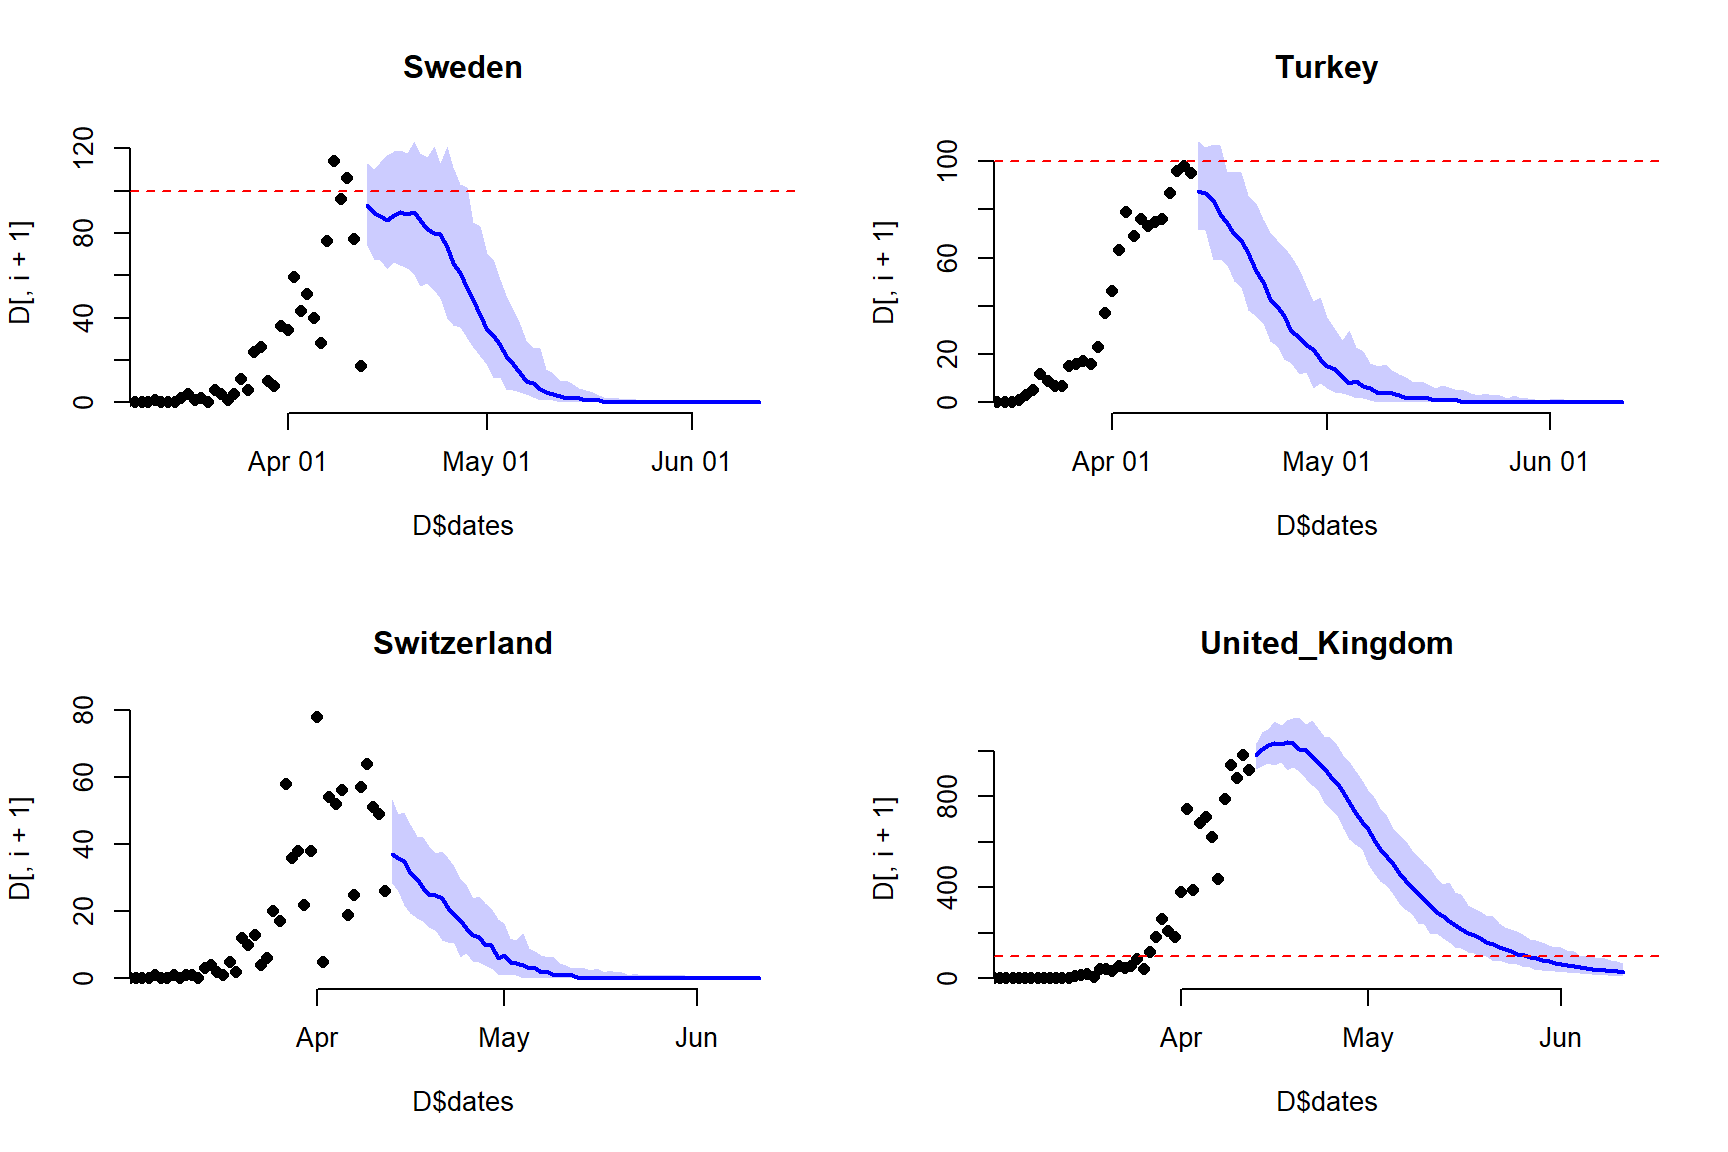 Sweden
D[, i + 1]
0
40
80
120
Apr 01
May 01
Jun 01
D$dates
Turkey
D[, i + 1]
0
20
60
100
Apr 01
May 01
Jun 01
D$dates
Switzerland
D[, i + 1]
0
20
40
60
80
Apr
May
Jun
D$dates
United_Kingdom
D[, i + 1]
0
400
800
Apr
May
Jun
D$dates